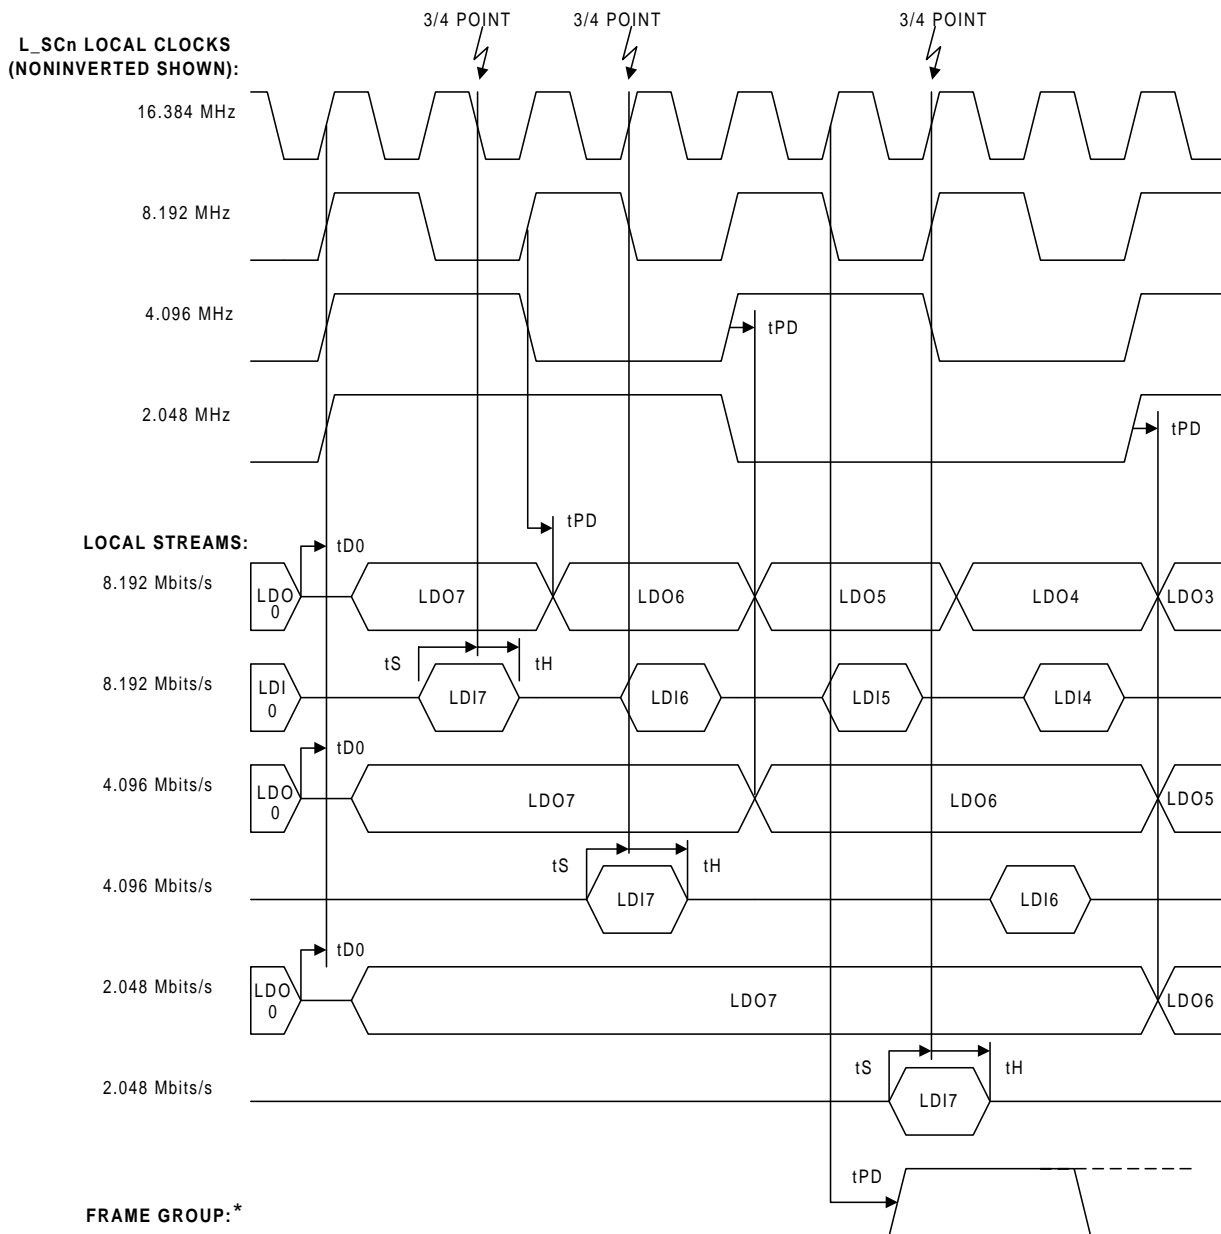 3/4 POINT 3/4 POINT 3/4 POINT
L_SCn LOCAL CLOCKS
(NONINVERTED SHOWN):
16.384 MHz
8.192 MHz
4.096 MHz
tPD
2.048 MHz
tPD
tPD
LOCAL STREAMS:
tD0
8.192 Mbits/s
LDO
0
LDO7 LDO6 LDO5 LDO4 LDO3
tS tH
8.192 Mbits/s
LDI
0
LDI7 LDI6 LDI5 LDI4
tD0
4.096 Mbits/s
LDO
0
LDO7 LDO6 LDO5
tS tH
4.096 Mbits/s
LDI7 LDI6
tD0
2.048 Mbits/s
LDO
0
LDO7 LDO6
tS tH
2.048 Mbits/s
LDI7
tPD
FRAME GROUP:*